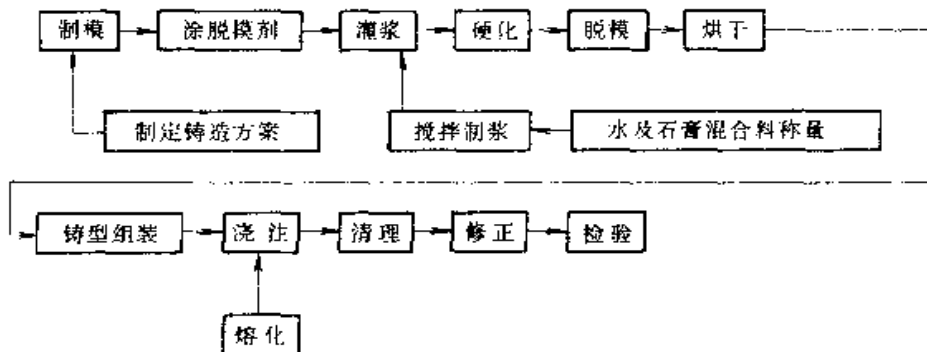 制模 涂脱模剂 灌浆 硬化 脱模 烘干
制定铸造方案 搅拌制浆 水及石膏混合料称量
铸型组装 浇注 清理 修正 检验
熔化